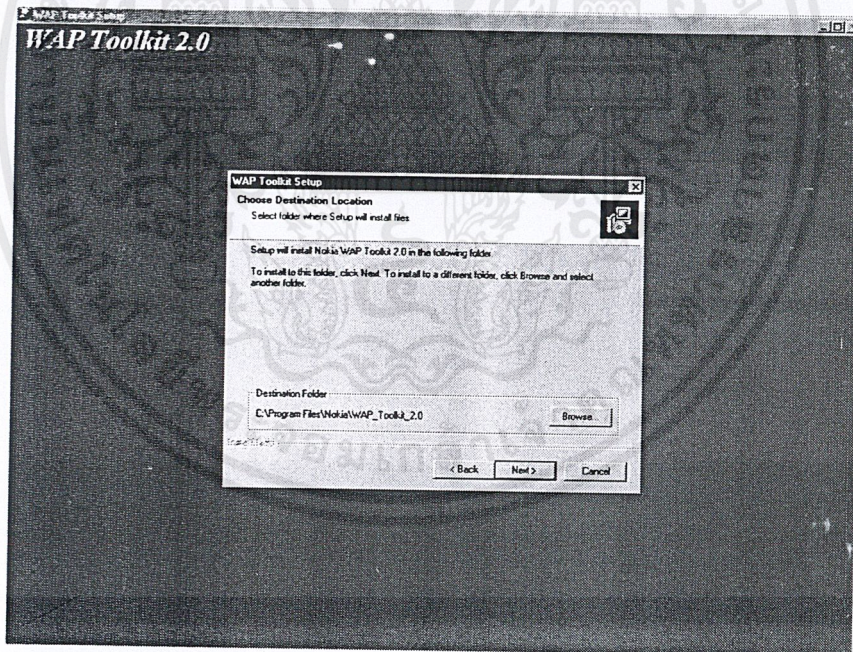 WAP Toolkit Setup
WAP Toolkit 2.0
WAP Toolkit Setup
Choose Destination Location
Select folder where Setup will install files
Setup will install Nokia WAP Toolkit 2.0 in the following folder.
To install to this folder, click Next. To install to a different folder, click Browse and select
another folder.
Destination Folder
C:\Program Files\Nokia\WAP_Toolkit_2.0
Browse...
< Back
Next >
Cancel